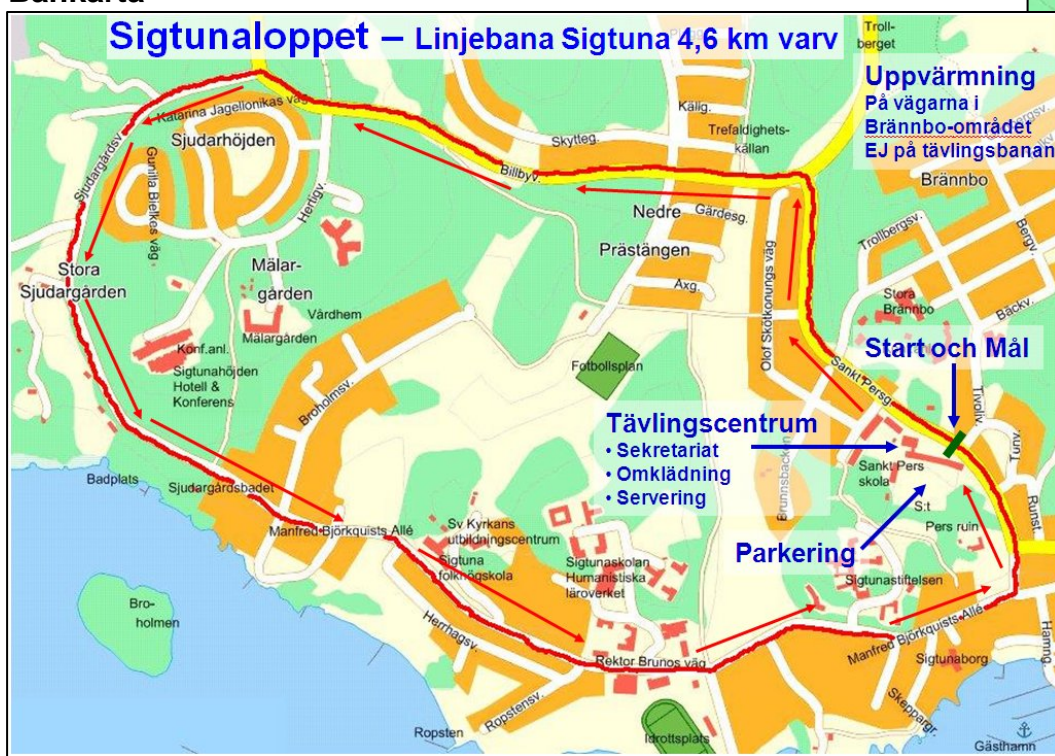 Bankarta
Sigtunaloppet – Linjebana Sigtuna 4,6 km varv
Troll-
berget
Uppvärmning
På vägarna i
Brännbo-området
EJ på tävlingsbanan
Källg.
Katarina Jagellonikas väg
Sjudarhöjden
Skytteg.
Trefaldighets-
källan
Sjudargårdsv.
Gunilla Bielkes väg
Hertigv.
Billbyv.
Brännbo
Nedre
Gärdesg.
Prästängen
Trollbergsv.
Bergv.
Stora
Sjudargården
Mälar-
gården
Vårdhem
Mälargården
Axg.
Olof Skötkonungs väg
Stora
Brännbo
Bäckv.
Konf.anl.
Sigtunahöjden
Hotell &
Konferens
Broholmsv.
Fotbollsplan
Sankt Persg.
Start och Mål
Tivoliv.
Tunv.
Tävlingscentrum
• Sekretariat
• Omklädning
• Servering
Brunnsbacken
Sankt Pers
skola
Badplats
Sjudargårdsbadet
S:t
Pers ruin
Runst.
Manfred Björkquists Allé
Sv Kyrkans
utbildningscentrum
Sigtuna
folkhögskola
Sigtunaskolan
Humanistiska
läroverket
Parkering
Sigtunastiftelsen
Bro-
holmen
Herrhagsv.
Rektor Brunos väg
Manfred Björkquists Allé
Sigtunaborg
Hamng.
Ropstensv.
Ropsten
Skeppargr.
Idrottsplats
Gästhamn